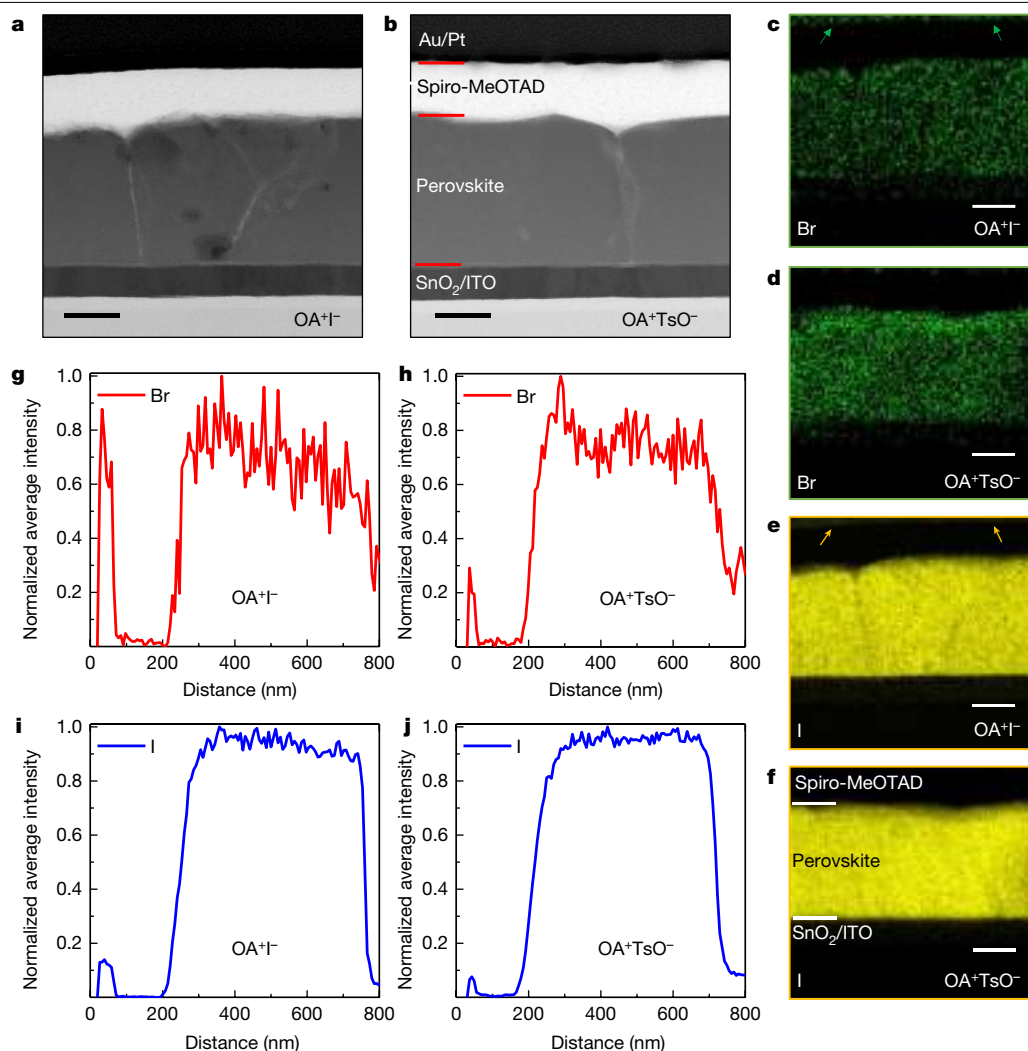 a
OA⁺I⁻
b
Au/Pt
Spiro-MeOTAD
Perovskite
SnO₂/ITO
OA⁺TsO⁻
c
Br
OA⁺I⁻
d
Br
OA⁺TsO⁻
e
I
OA⁺I⁻
f
Spiro-MeOTAD
Perovskite
SnO₂/ITO
I
OA⁺TsO⁻
g
Normalized average intensity
1.0
0.8
0.6
0.4
0.2
Br
OA⁺I⁻
0 200 400 600 800
Distance (nm)
h
Normalized average intensity
1.0
0.8
0.6
0.4
0.2
Br
OA⁺TsO⁻
0 200 400 600 800
Distance (nm)
i
Normalized average intensity
1.0
0.8
0.6
0.4
0.2
I
OA⁺I⁻
0 200 400 600 800
Distance (nm)
j
Normalized average intensity
1.0
0.8
0.6
0.4
0.2
I
OA⁺TsO⁻
0 200 400 600 800
Distance (nm)